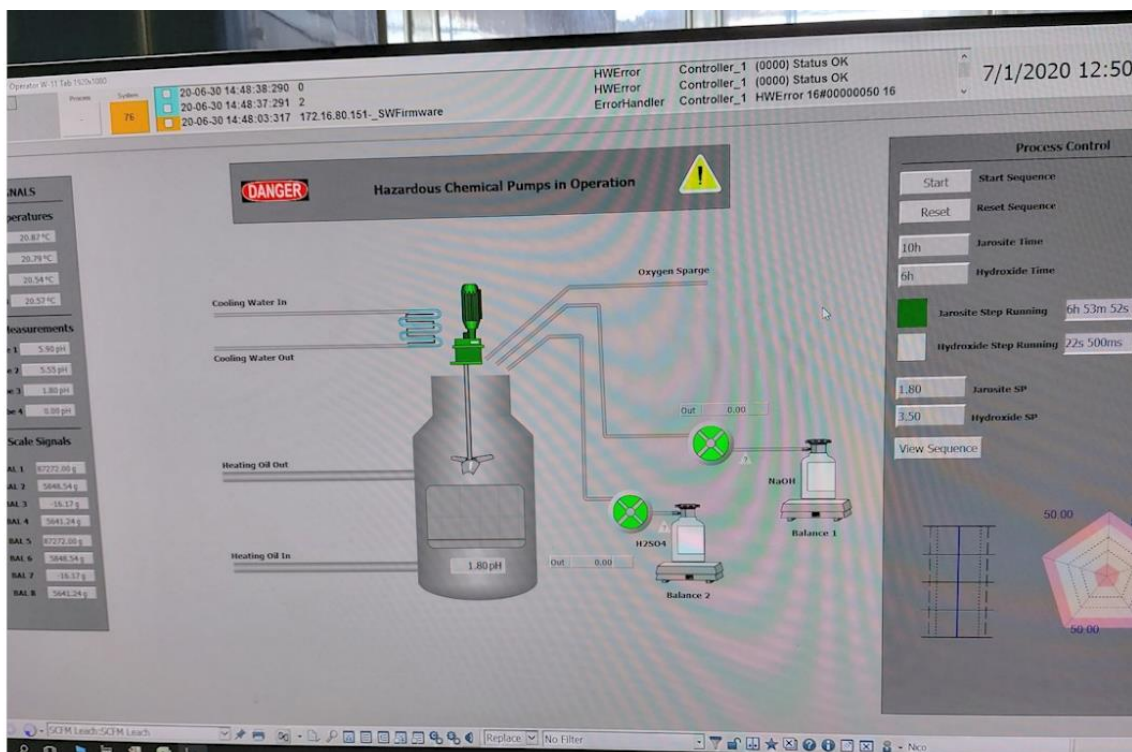 Operator W-11 Tab 1920x1080
Process
System
76
20-06-30 14:48:38:290 0
20-06-30 14:48:37:291 2
20-06-30 14:48:03:317 172.16.80.151-_SWFirmware
HWError Controller_1 (0000) Status OK
HWError Controller_1 (0000) Status OK
ErrorHandler Controller_1 HWError 16#00000050 16
7/1/2020 12:50
GNALS
peratures
20.87 °C
20.79 °C
20.54 °C
20.57 °C
Measurements
e 1 5.90 pH
e 2 5.55 pH
e 3 1.80 pH
be 4 0.00 pH
Scale Signals
AL 1 87272.00 g
AL 2 5848.54 g
BAL 3 -16.17 g
BAL 4 5641.24 g
BAL 5 87272.00 g
BAL 6 5848.54 g
BAL 7 -16.17 g
BAL 8 5641.24 g
DANGER
Hazardous Chemical Pumps in Operation
Oxygen Sparge
Cooling Water In
Cooling Water Out
Heating Oil Out
Heating Oil In
1.80 pH
Out 0.00
NaOH
Balance 1
H2SO4
Out 0.00
Balance 2
Process Control
Start Start Sequence
Reset Reset Sequence
10h Jarosite Time
6h Hydroxide Time
Jarosite Step Running 6h 53m 52s
Hydroxide Step Running 22s 500ms
1.80 Jarosite SP
3.50 Hydroxide SP
View Sequence
50.00
50.00
SCFM Leach:SCFM Leach
Replace
No Filter
Nico